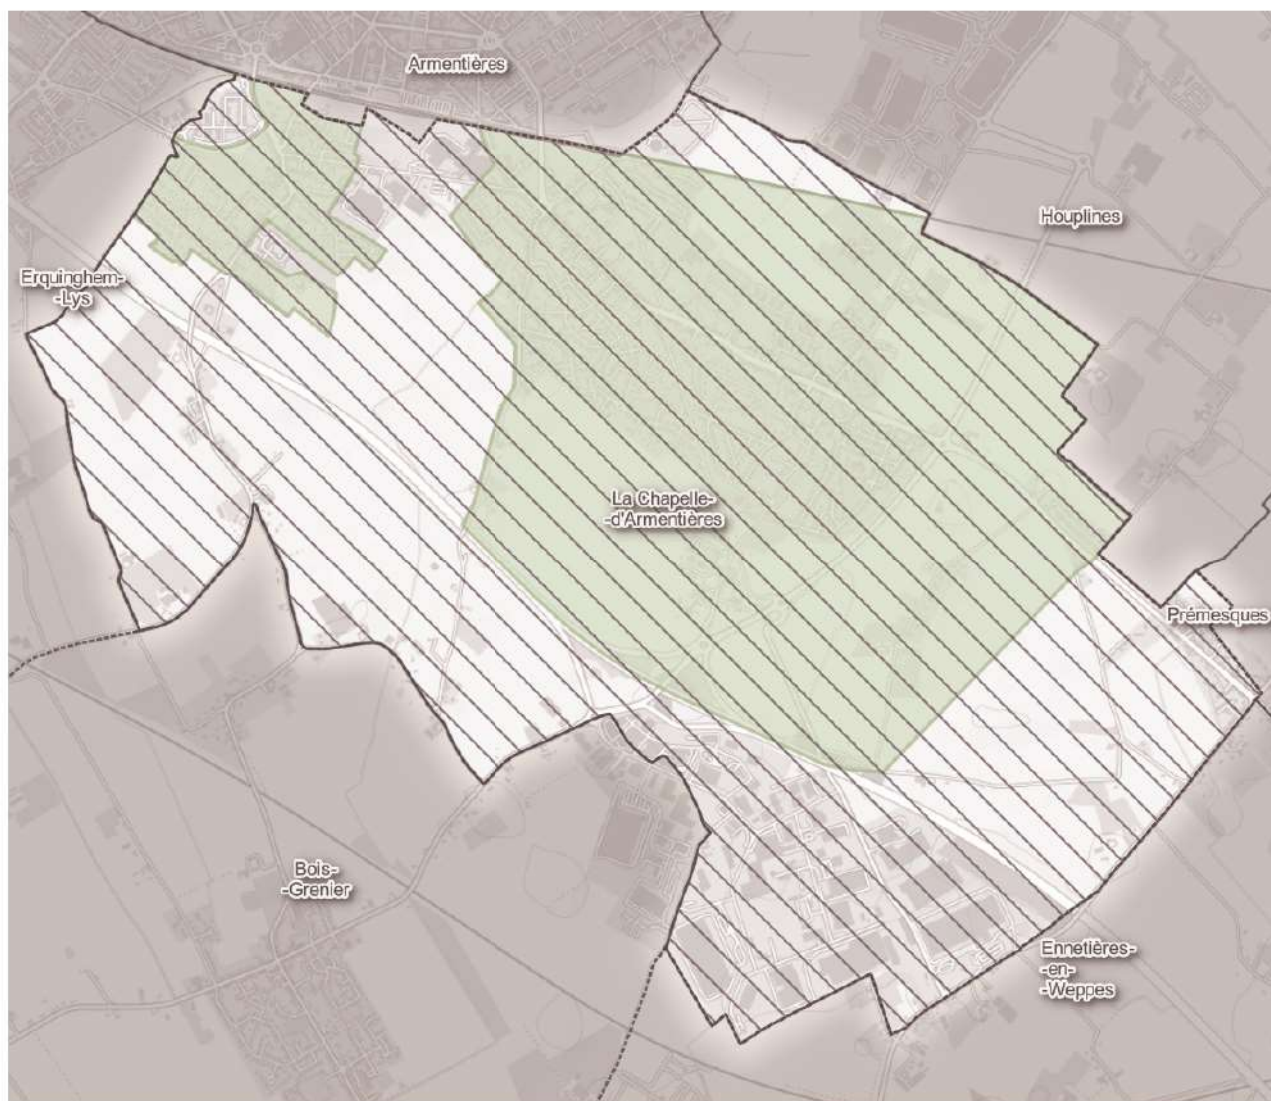 Armentières
Houplines
Erquinghem-
-Lys
La Chapelle-
-d'Armentières
Prémesques
Bois-
-Grenier
Ennetières-
-en-
-Weppes